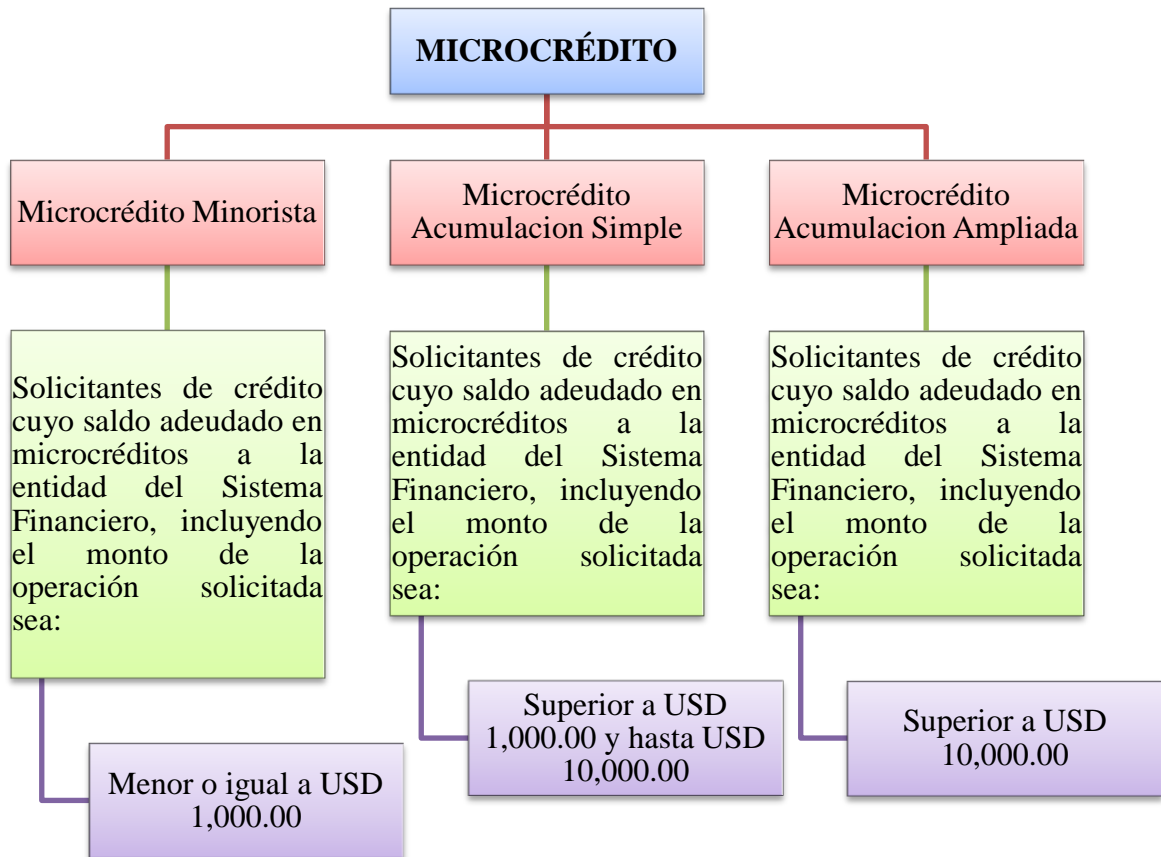 MICROCRÉDITO
Microcrédito Minorista
Solicitantes de crédito
cuyo saldo adeudado en
microcréditos a la
entidad del Sistema
Financiero, incluyendo
el monto de la
operación solicitada
sea:
Menor o igual a USD
1,000.00
Microcrédito
Acumulacion Simple
Solicitantes de crédito
cuyo saldo adeudado en
microcréditos a la
entidad del Sistema
Financiero, incluyendo
el monto de la
operación solicitada
sea:
Superior a USD
1,000.00 y hasta USD
10,000.00
Microcrédito
Acumulacion Ampliada
Solicitantes de crédito
cuyo saldo adeudado en
microcréditos a la
entidad del Sistema
Financiero, incluyendo
el monto de la
operación solicitada
sea:
Superior a USD
10,000.00